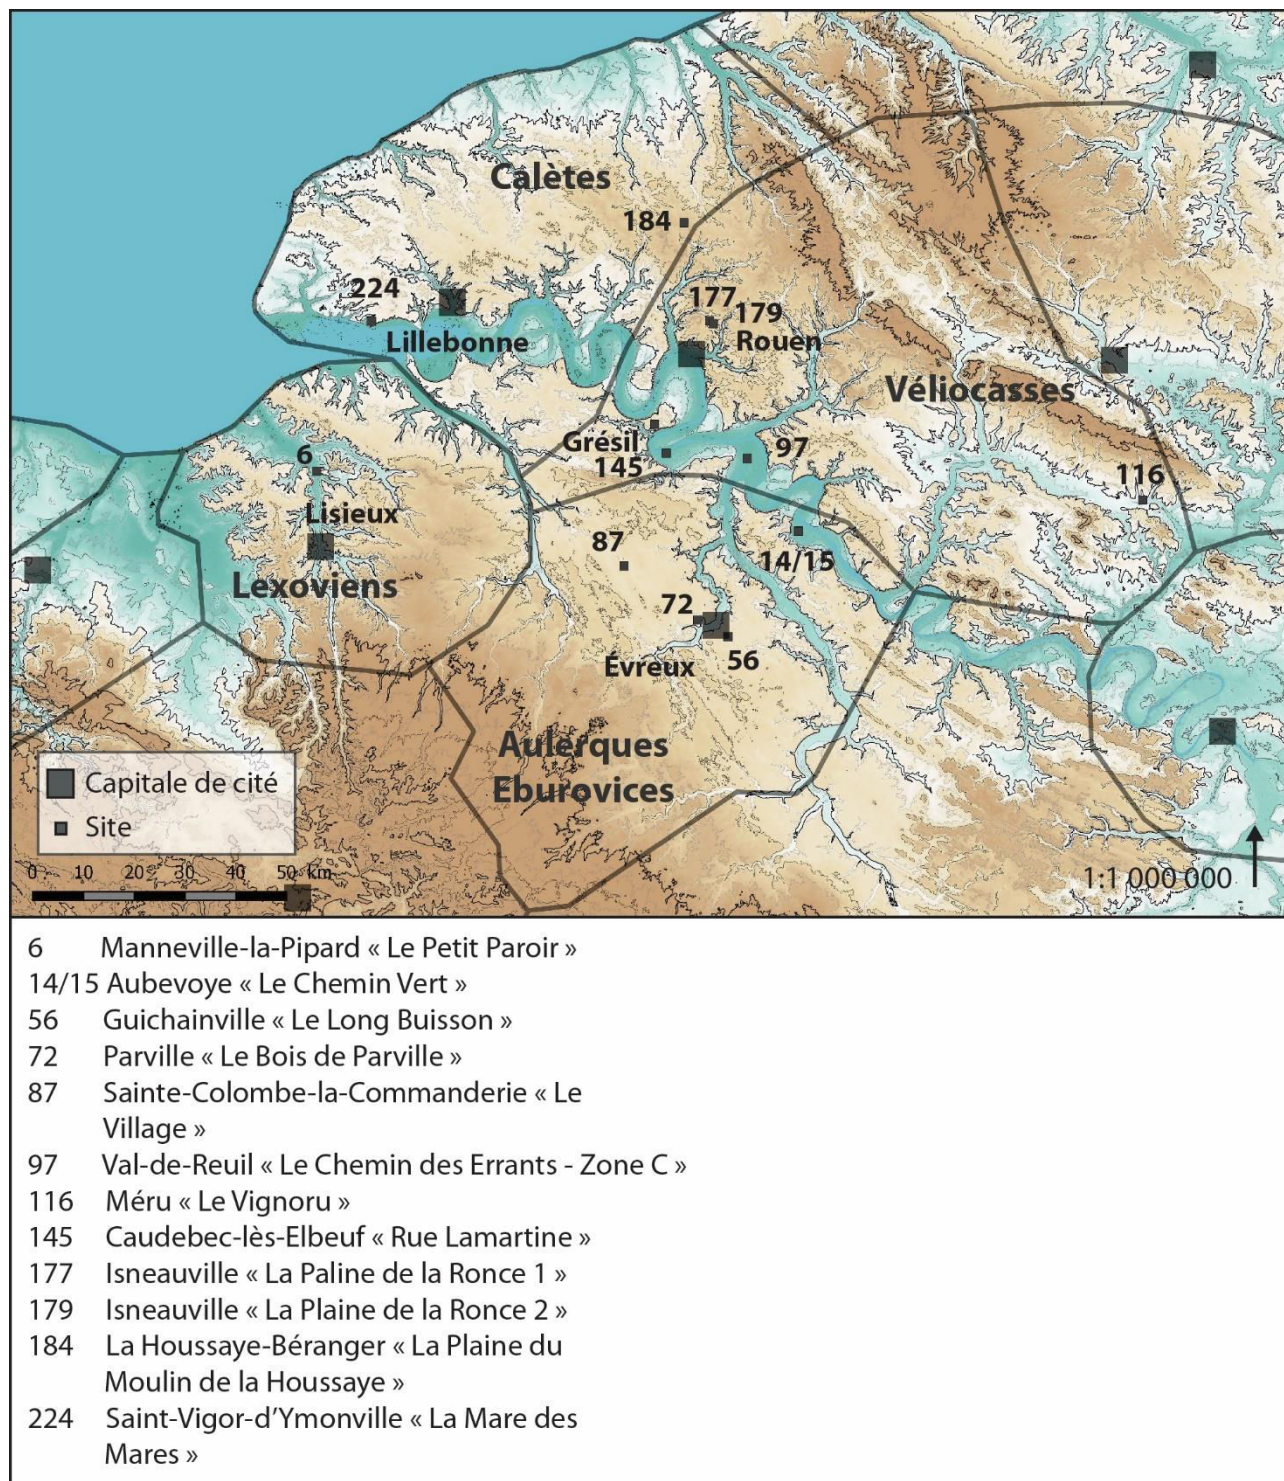 Calètes
184
224
177
179
Lillebonne
Rouen
Véliocasses
Grésil
145
97
6
116
Lisieux
87
14/15
Lexoviens
72
Évreux
56
Aulerques
Eburovices
Capitale de cité
Site
0 10 20 30 40 50 km
1:1 000 000
6 Manneville-la-Pipard « Le Petit Paroir »
14/15 Aubevoye « Le Chemin Vert »
56 Guichainville « Le Long Buisson »
72 Parville « Le Bois de Parville »
87 Sainte-Colombe-la-Commanderie « Le
Village »
97 Val-de-Reuil « Le Chemin des Errants - Zone C »
116 Méru « Le Vignoru »
145 Caudebec-lès-Elbeuf « Rue Lamartine »
177 Isneauville « La Paline de la Ronce 1 »
179 Isneauville « La Plaine de la Ronce 2 »
184 La Houssaye-Béranger « La Plaine du
Moulin de la Houssaye »
224 Saint-Vigor-d’Ymonville « La Mare des
Mares »